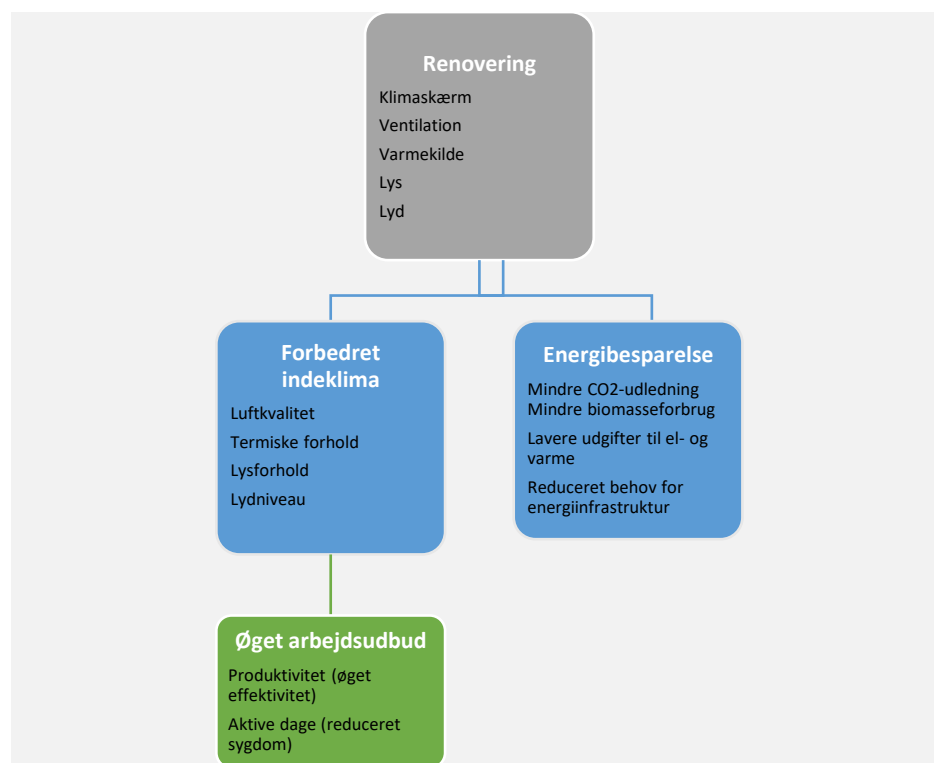 Renovering
Klimaskærm
Ventilation
Varmekilde
Lys
Lyd
Forbedret
indeklima
Luftkvalitet
Termiske forhold
Lysforhold
Lydniveau
Energibesparelse
Mindre CO2-udledning
Mindre biomasseforbrug
Lavere udgifter til el- og
varme
Reduceret behov for
energiinfrastruktur
Øget arbejdsudbud
Produktivitet (øget
effektivitet)
Aktive dage (reduceret
sygdom)